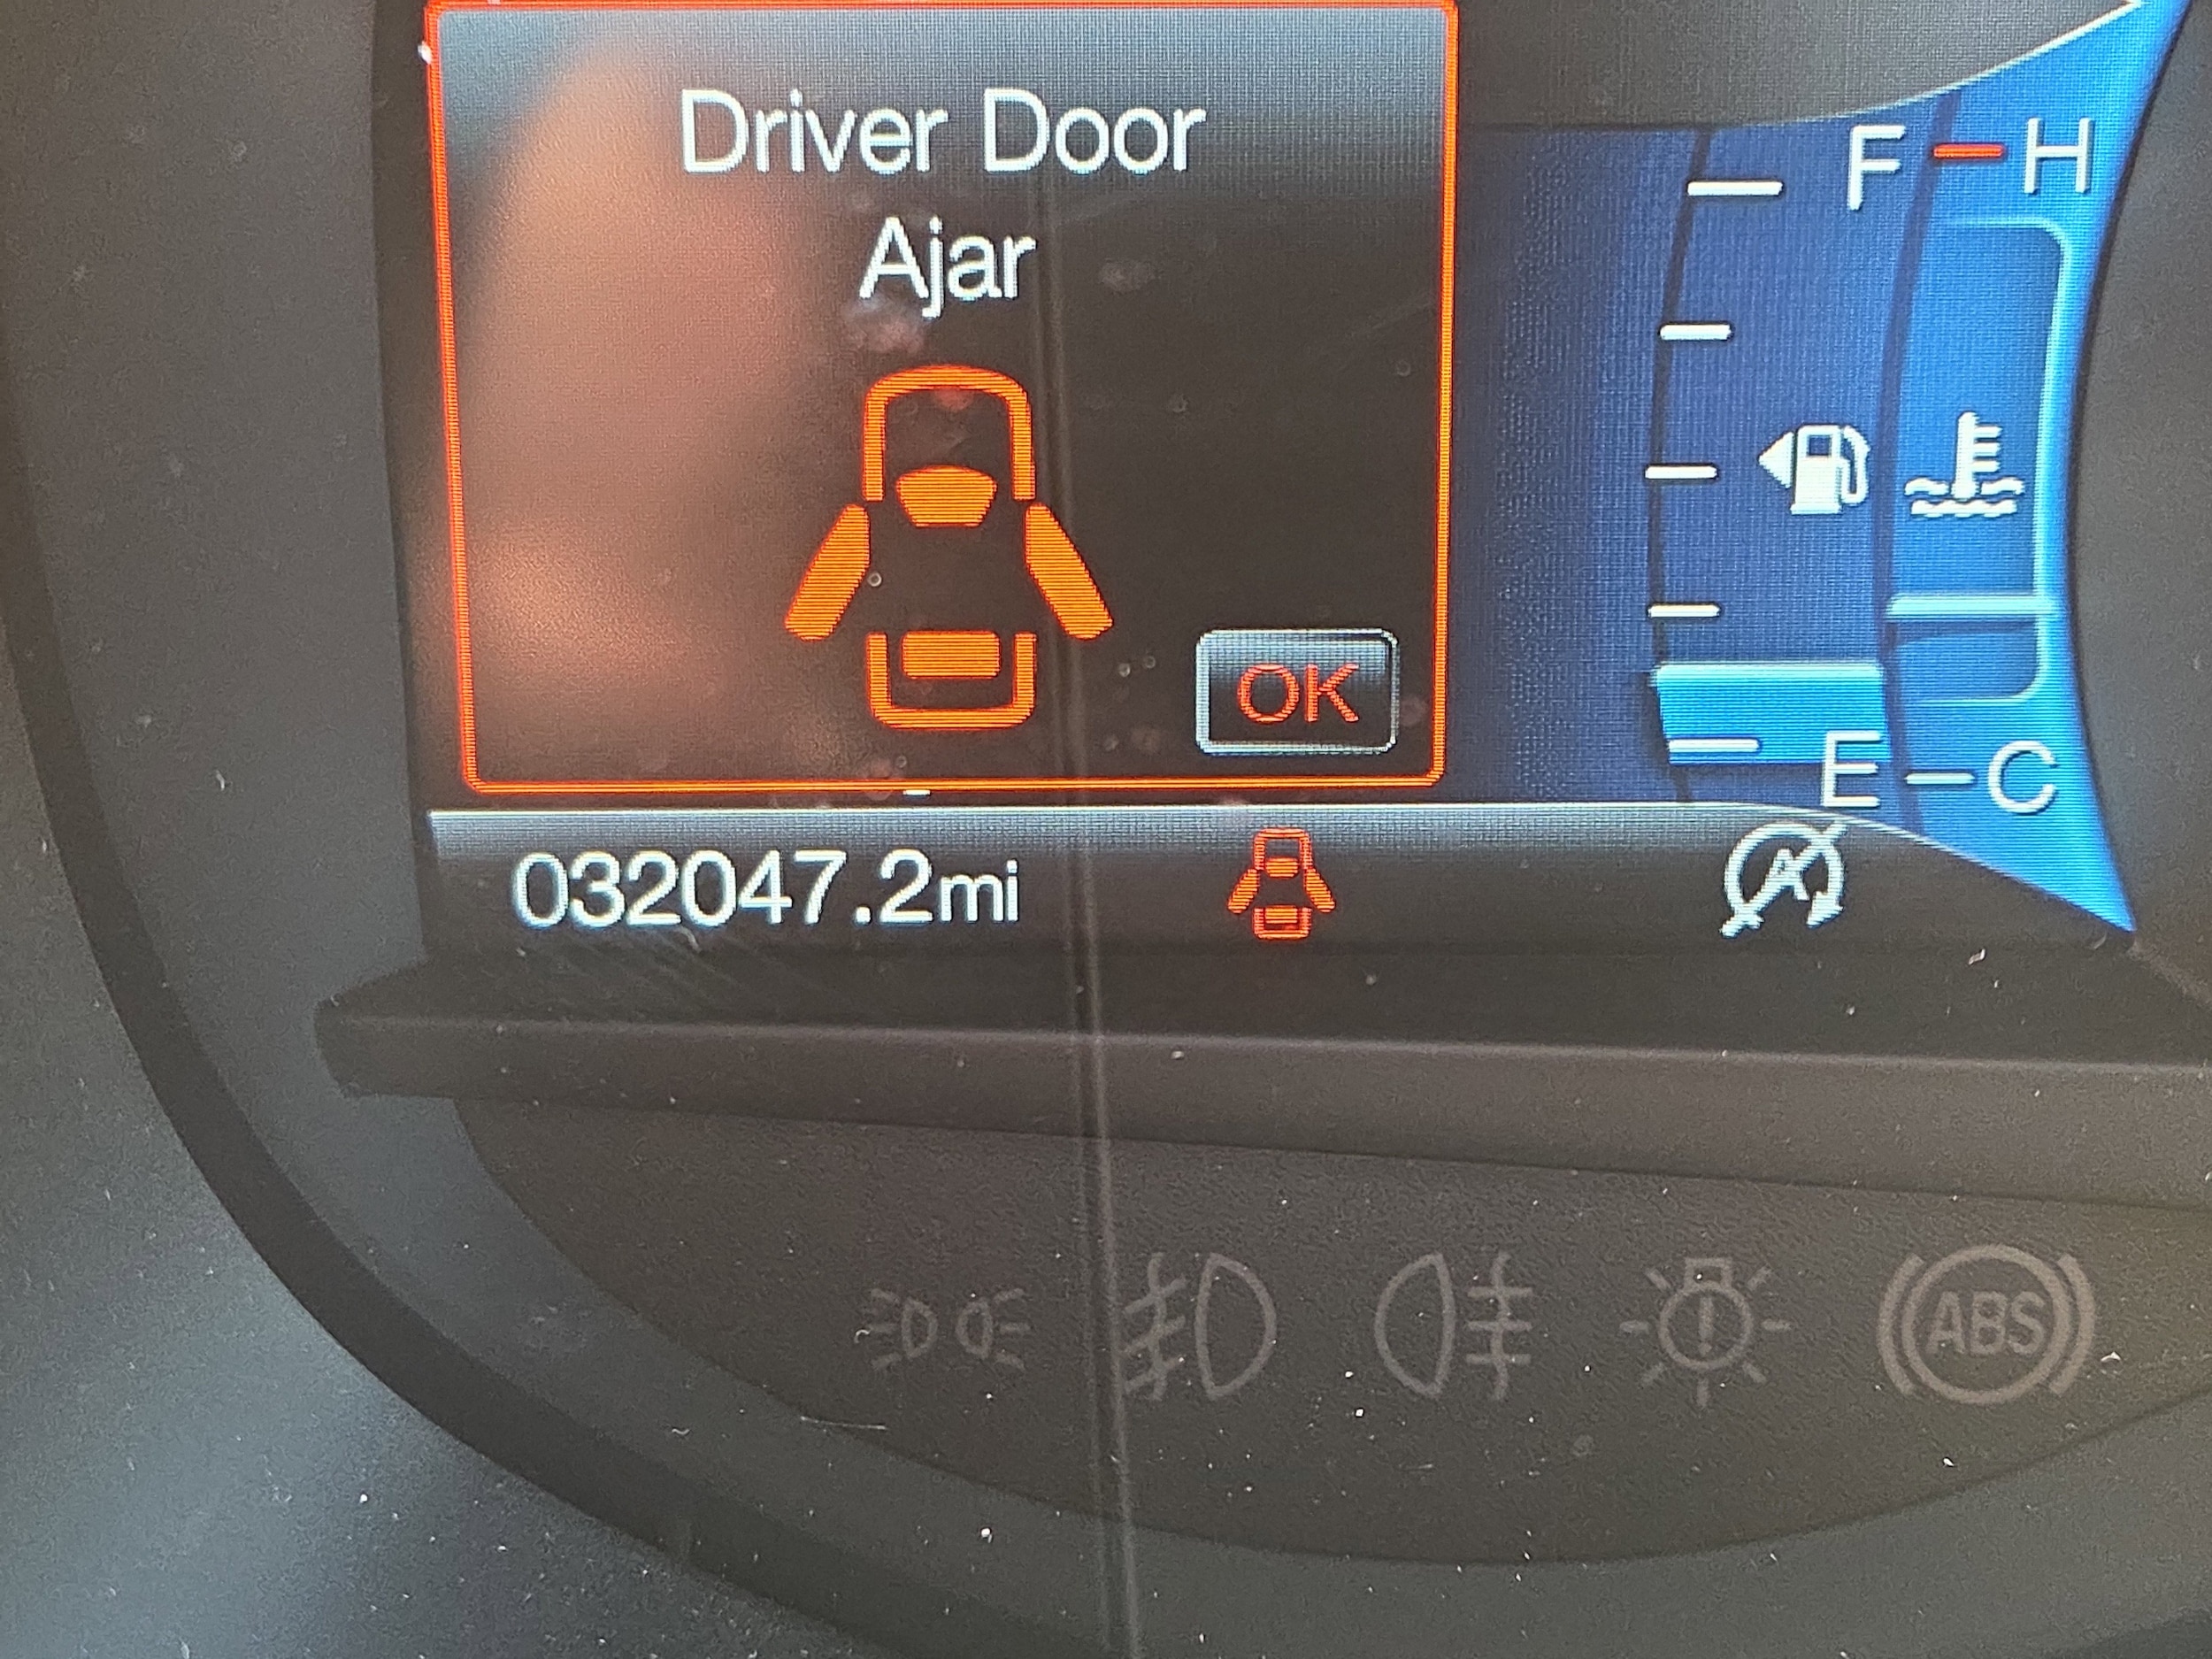 Driver Door
Ajar
OK
F H
E C
032047.2mi
A
ABS